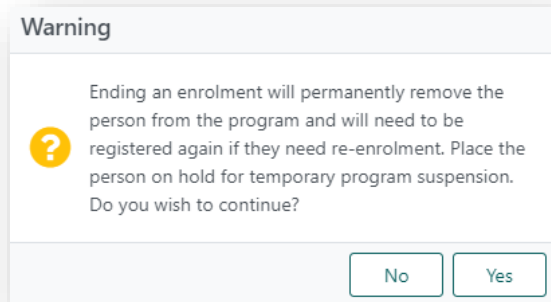 Warning
Ending an enrolment will permanently remove the
person from the program and will need to be
registered again if they need re-enrolment. Place the
person on hold for temporary program suspension.
Do you wish to continue?
No Yes